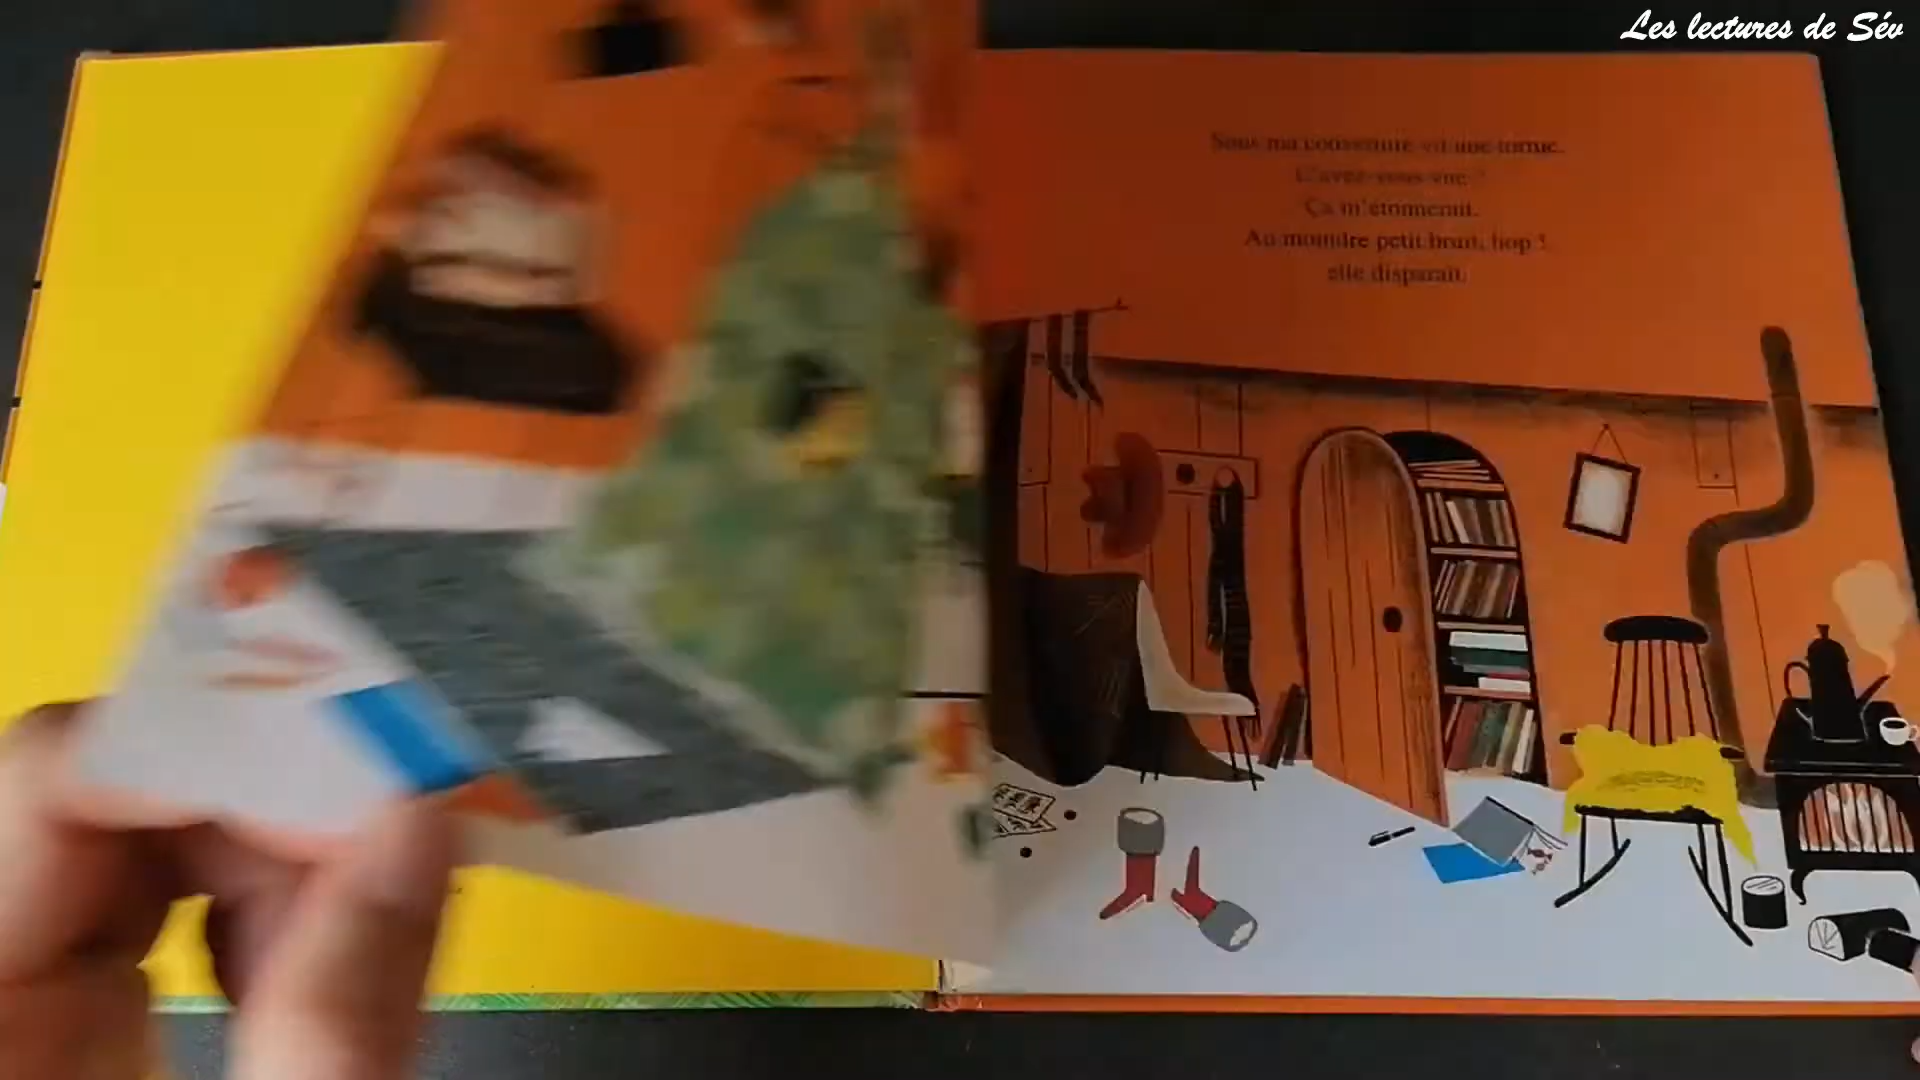 Les lectures de Sév
Sous ma couverture vit une tortue.
L'avez-vous vue ?
Ça m'étonnerait.
Au moindre petit bruit, hop !
elle disparaît.